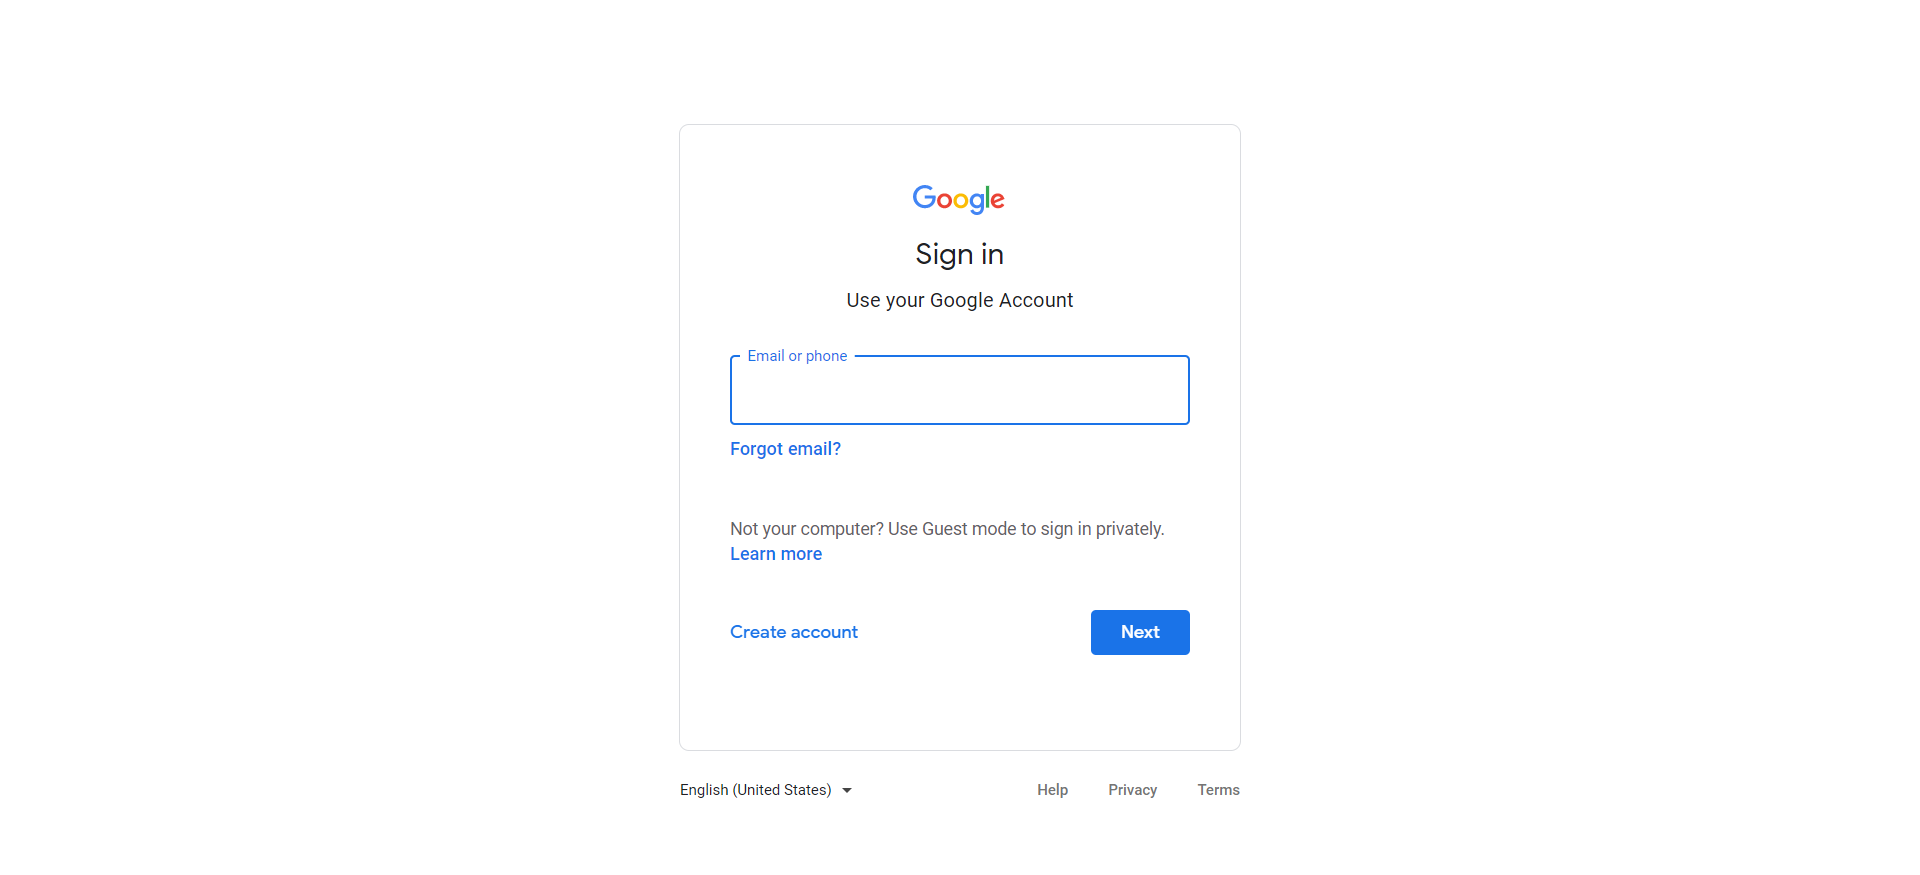 Google
Sign in
Use your Google Account
Email or phone
Forgot email?
Not your computer? Use Guest mode to sign in privately.
Learn more
Create account
Next
English (United States)
Help
Privacy
Terms